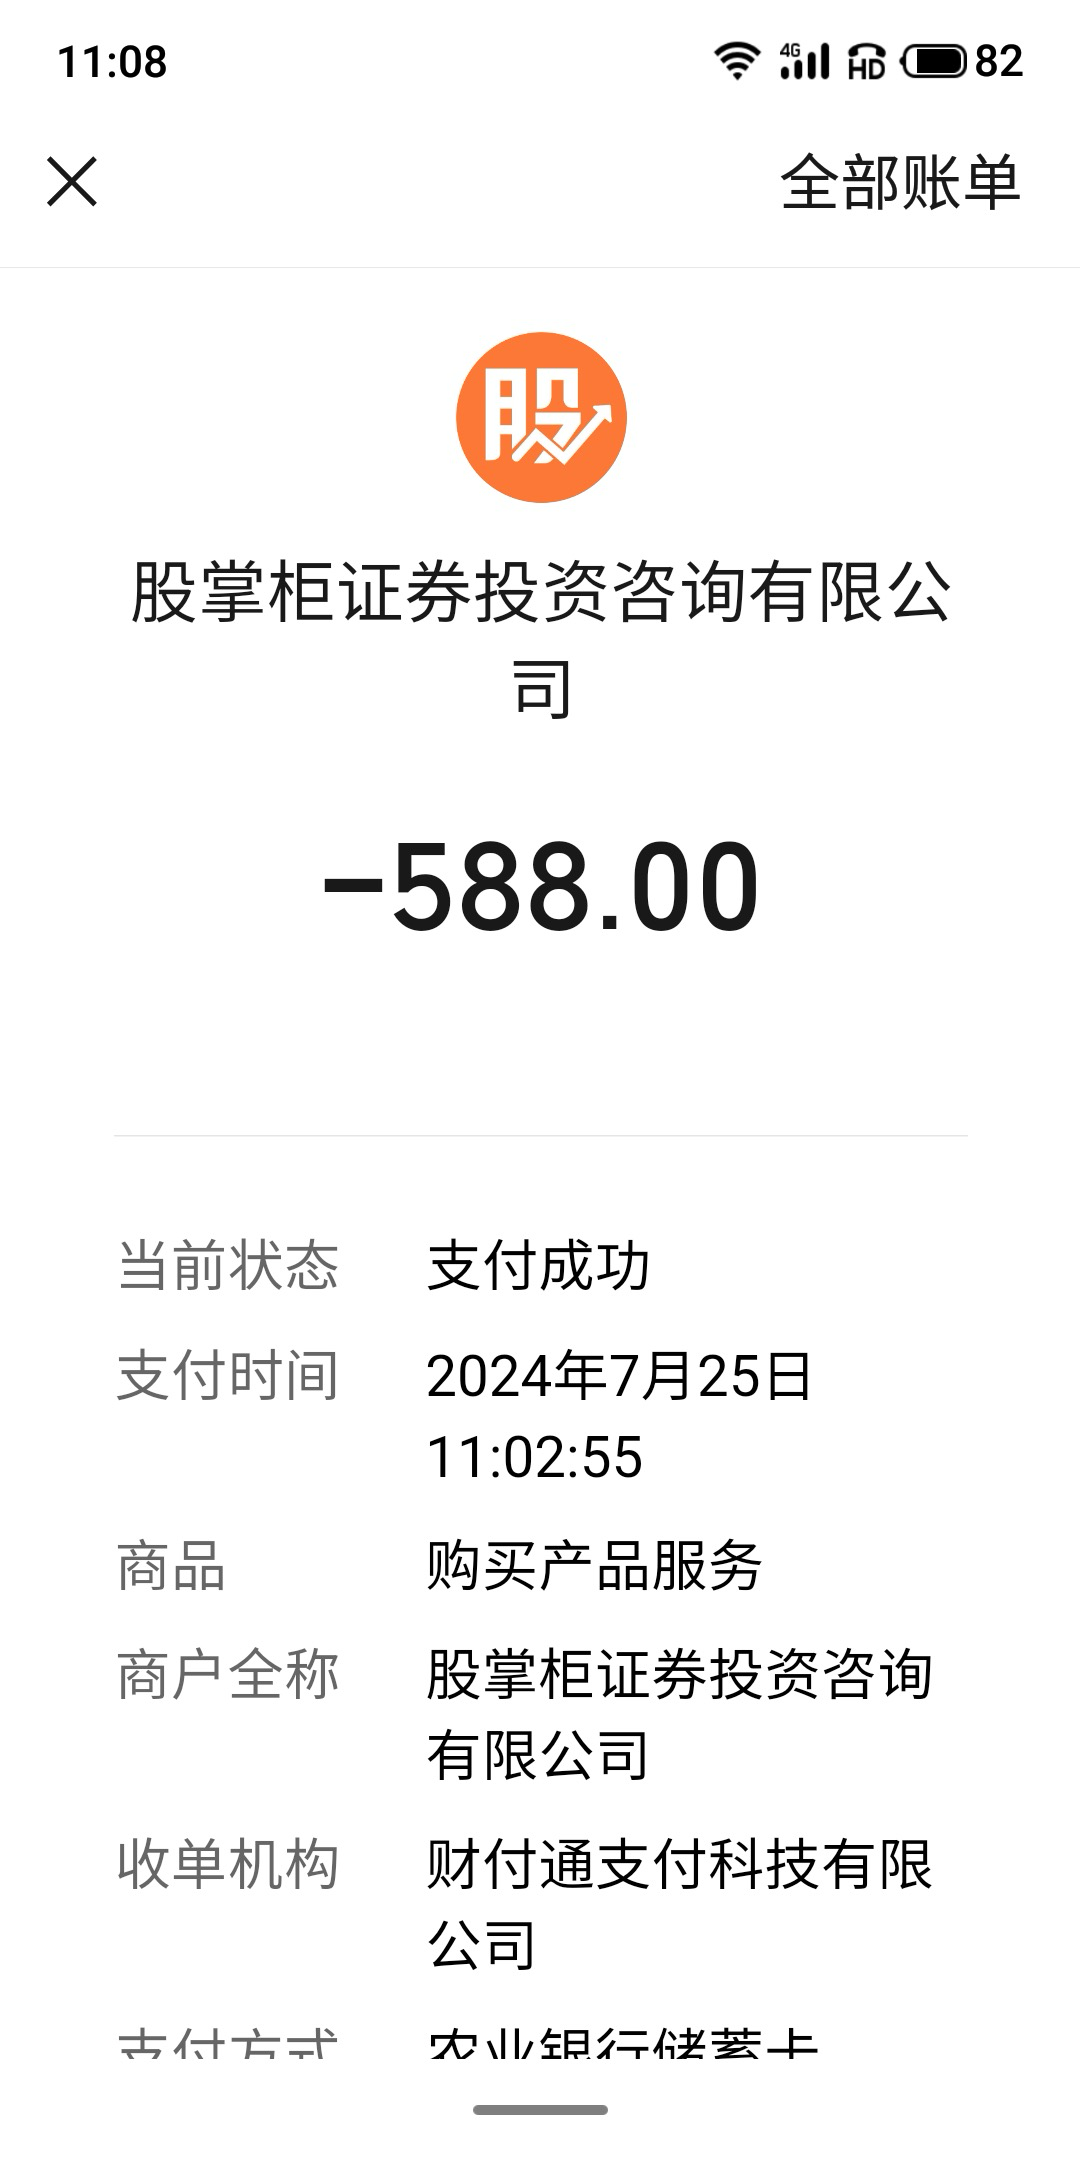 11:08
4G HD 82
全部账单
股
股掌柜证券投资咨询有限公
司
-588.00
当前状态 支付成功
支付时间 2024年7月25日
11:02:55
商品 购买产品服务
商户全称 股掌柜证券投资咨询
有限公司
收单机构 财付通支付科技有限
公司
支付方式 农业银行储蓄卡